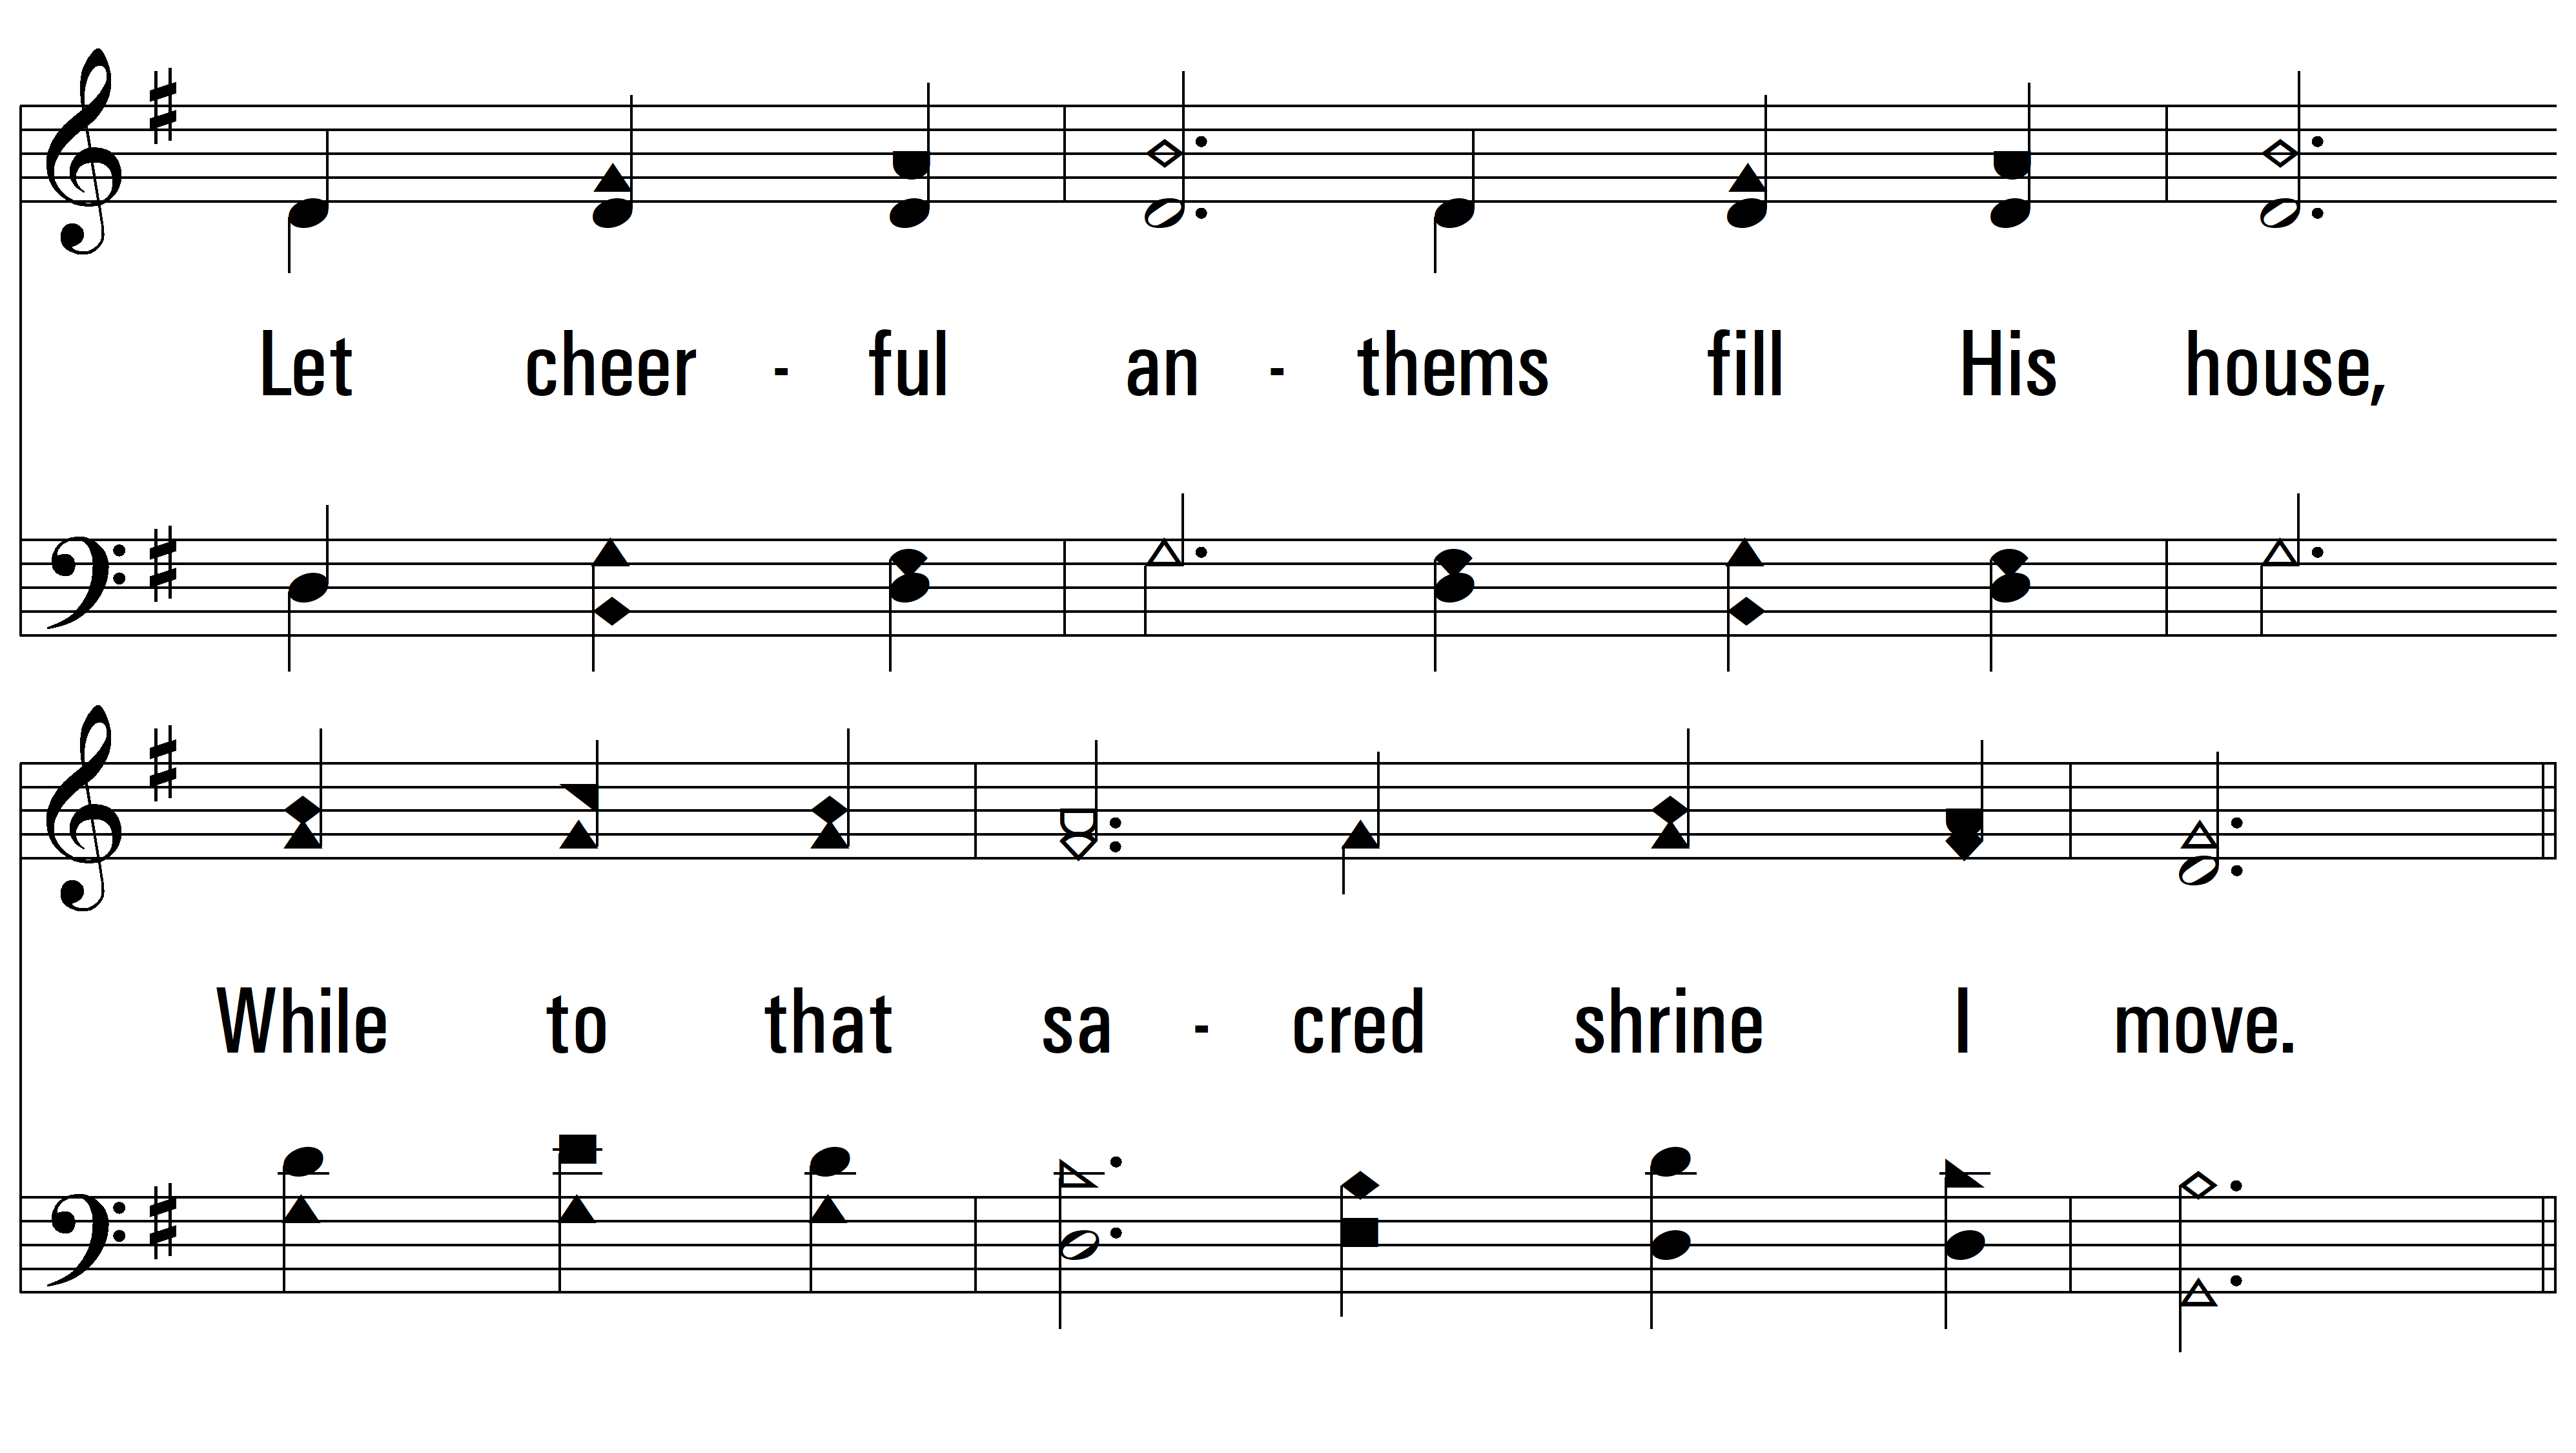 Let cheer - ful an - thems fill His house,
While to that sa - cred shrine I move.